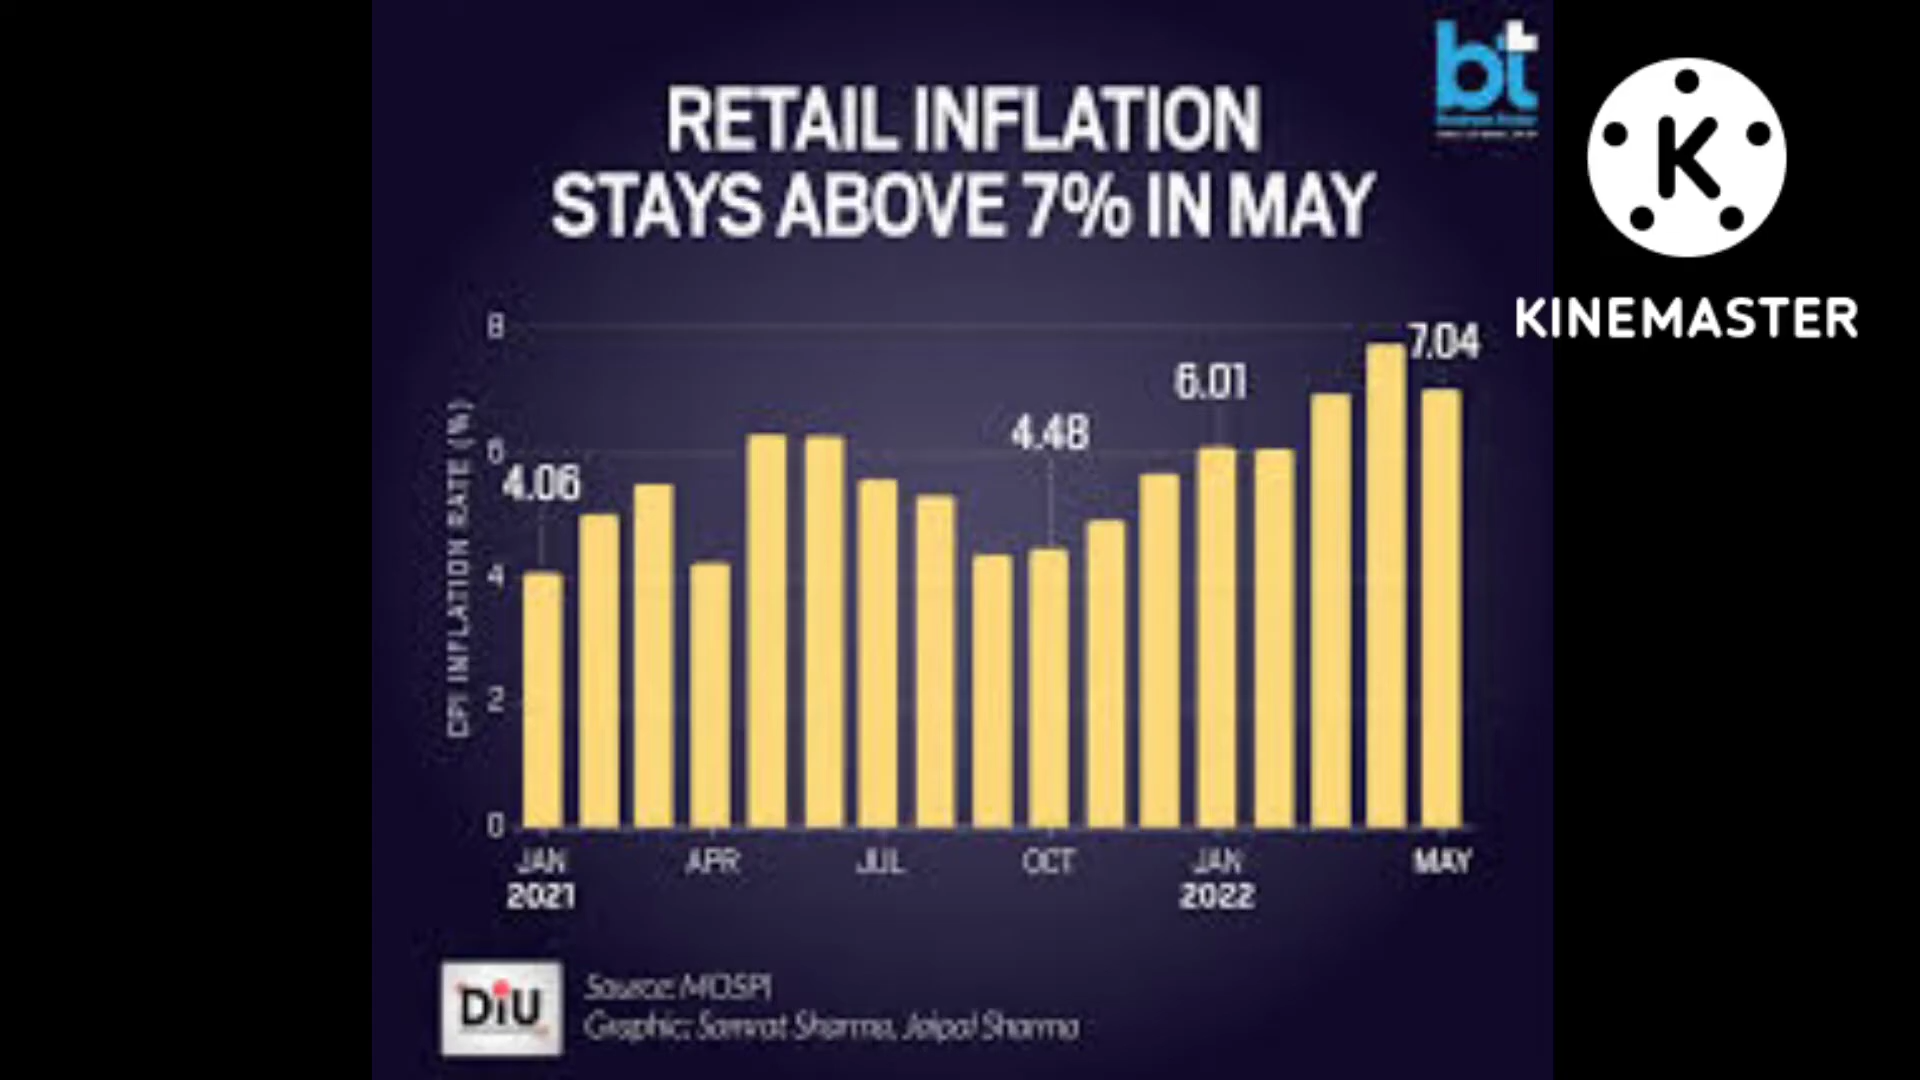 bt
RETAIL INFLATION
STAYS ABOVE 7% IN MAY
K
KINEMASTER
CPI INFLATION RATE (%)
8
6
4
2
0
4.06
4.48
6.01
7.04
JAN APR JUL OCT JAN MAY
2021 2022
DiU
Source: MOSPI
Graphic: Samrat Sharma, Jaipal Sharma